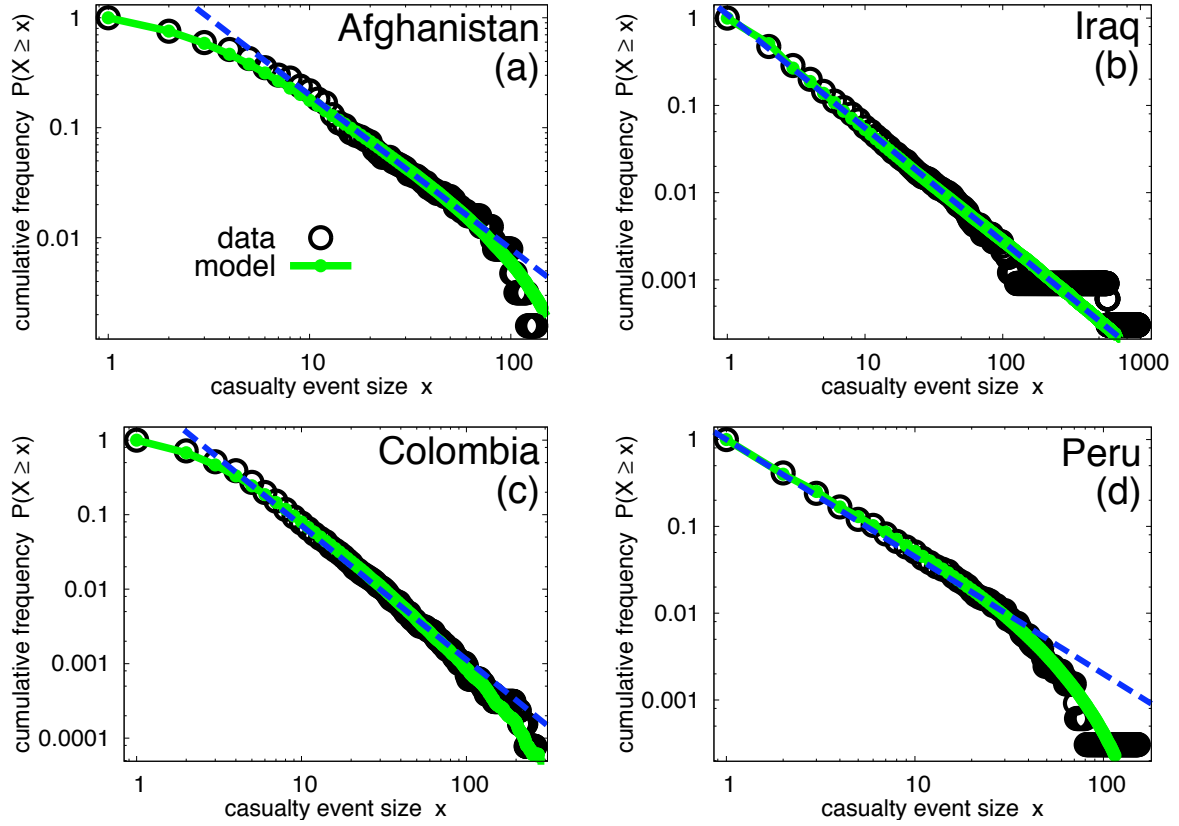 Afghanistan
(a)
1
0.1
0.01
cumulative frequency P(X ≥ x)
data
model
1 10 100
casualty event size x
Iraq
(b)
1
0.1
0.01
0.001
cumulative frequency P(X ≥ x)
1 10 100 1000
casualty event size x
Colombia
(c)
1
0.1
0.01
0.001
0.0001
cumulative frequency P(X ≥ x)
1 10 100
casualty event size x
Peru
(d)
1
0.1
0.01
0.001
cumulative frequency P(X ≥ x)
1 10 100
casualty event size x